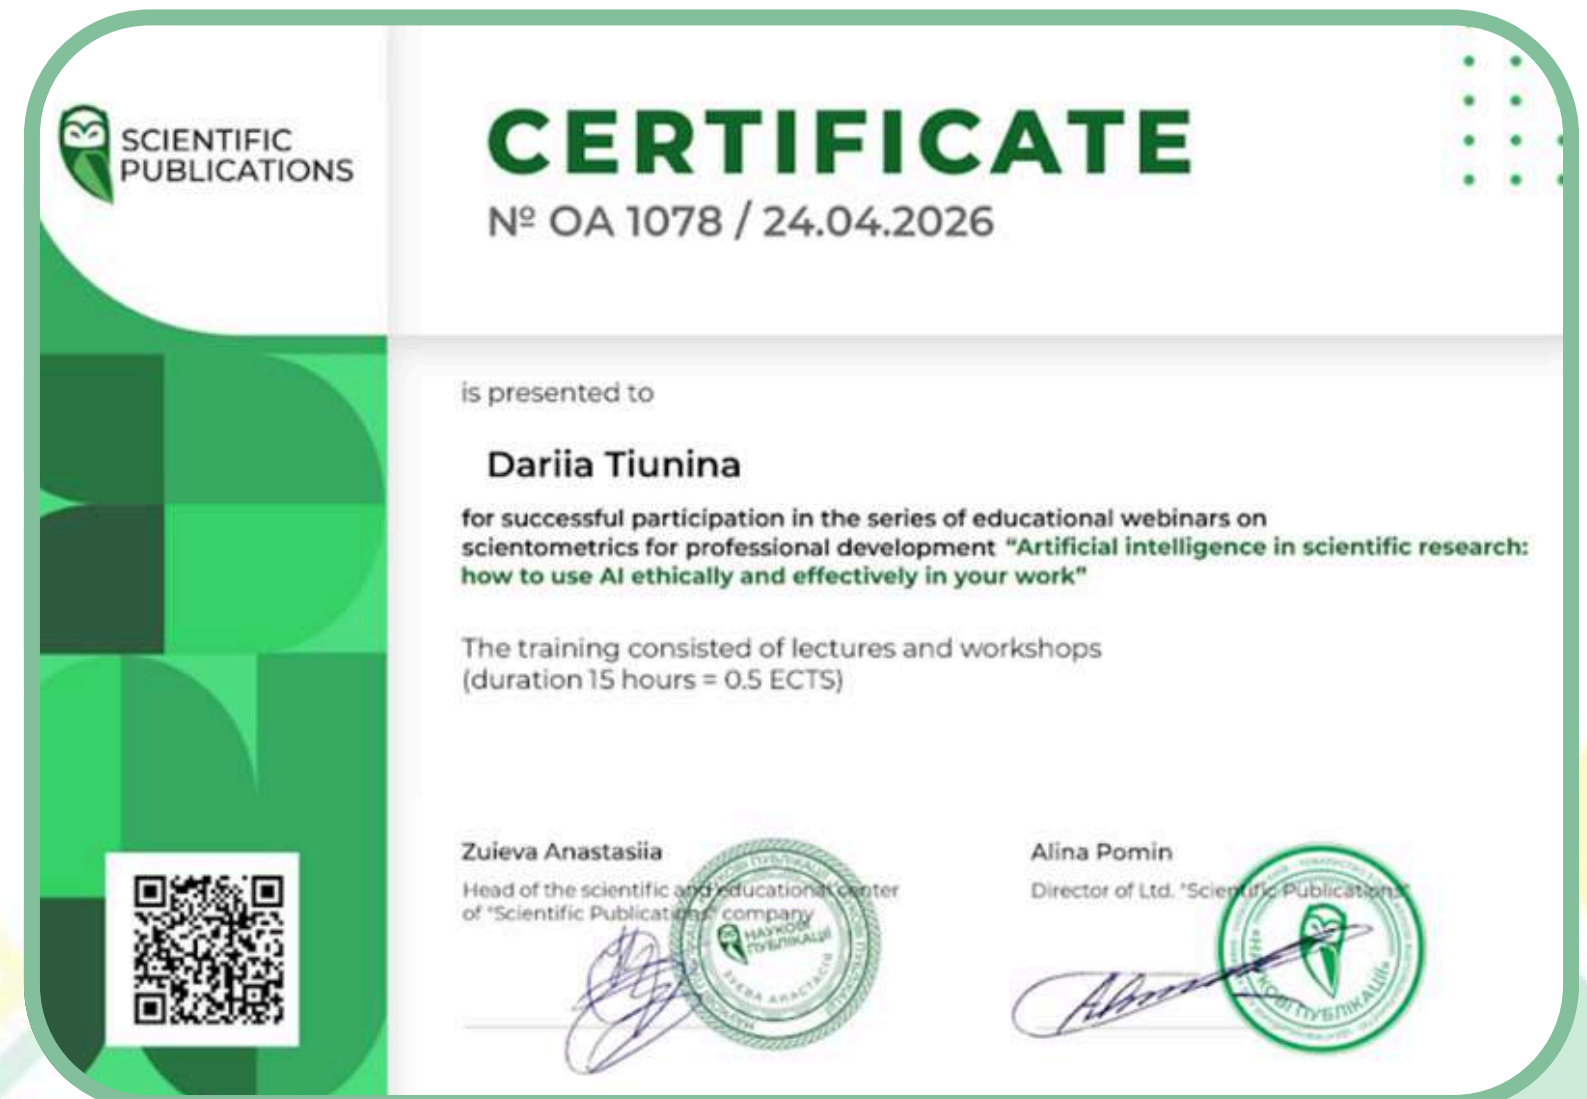 SCIENTIFIC
PUBLICATIONS
CERTIFICATE
Nº OA 1078 / 24.04.2026
is presented to
Dariia Tiunina
for successful participation in the series of educational webinars on
scientometrics for professional development “Artificial intelligence in scientific research:
how to use AI ethically and effectively in your work”
The training consisted of lectures and workshops
(duration 15 hours = 0.5 ECTS)
Zuieva Anastasiia
Head of the scientific and educational center
of "Scientific Publications" company
НАУКОВІ
ПУБЛІКАЦІЇ
ЗУЄВА АНАСТАСІЯ
Alina Pomin
Director of Ltd. "Scientific Publications"
«НАУКОВІ ПУБЛІКАЦІЇ»